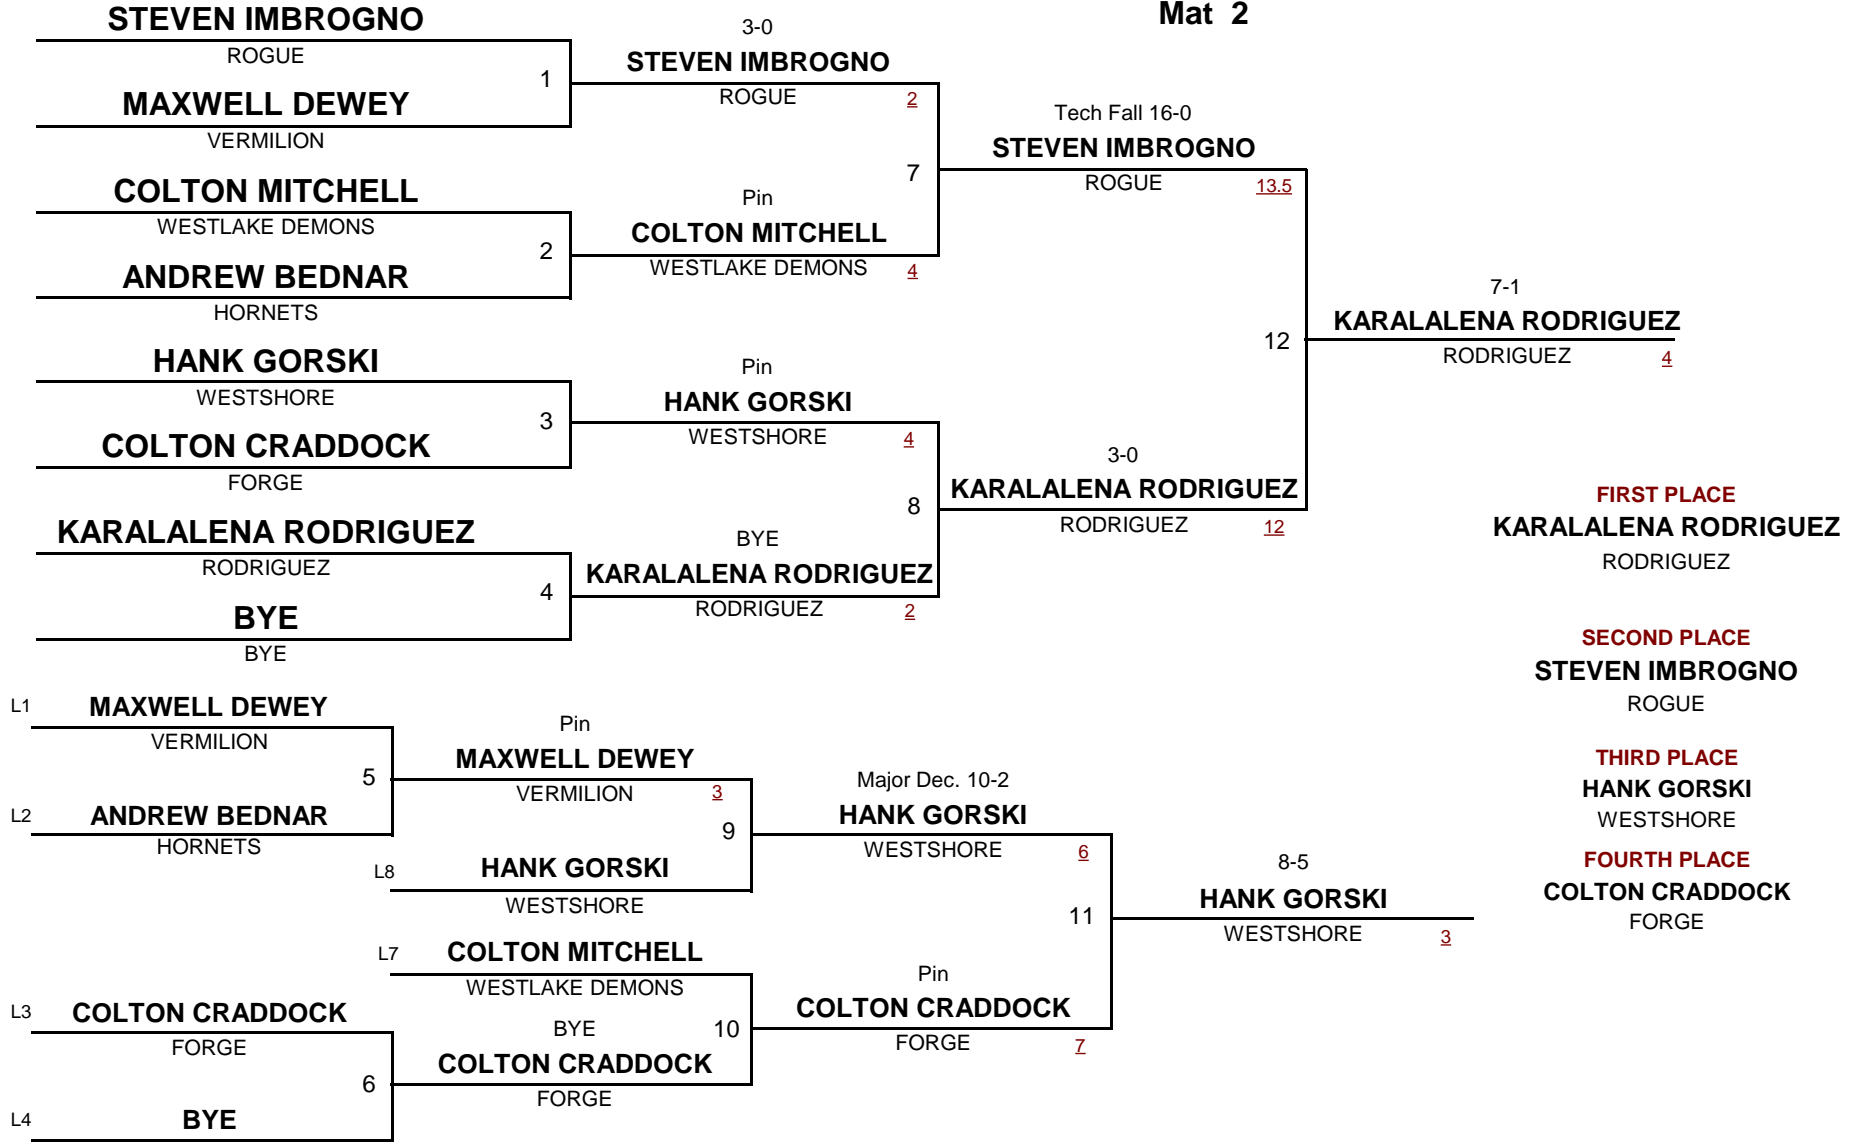 Mat 2
STEVEN IMBROGNO
ROGUE
1
MAXWELL DEWEY
VERMILION
COLTON MITCHELL
WESTLAKE DEMONS
2
ANDREW BEDNAR
HORNETS
HANK GORSKI
WESTSHORE
3
COLTON CRADDOCK
FORGE
KARALALENA RODRIGUEZ
RODRIGUEZ
4
BYE
BYE
3-0
STEVEN IMBROGNO
ROGUE 2
7
Pin
COLTON MITCHELL
WESTLAKE DEMONS 4
Pin
HANK GORSKI
WESTSHORE 4
8
BYE
KARALALENA RODRIGUEZ
RODRIGUEZ 2
Tech Fall 16-0
STEVEN IMBROGNO
ROGUE 13.5
12
3-0
KARALALENA RODRIGUEZ
RODRIGUEZ 12
7-1
KARALALENA RODRIGUEZ
RODRIGUEZ 4
FIRST PLACE
KARALALENA RODRIGUEZ
RODRIGUEZ
SECOND PLACE
STEVEN IMBROGNO
ROGUE
THIRD PLACE
HANK GORSKI
WESTSHORE
FOURTH PLACE
COLTON CRADDOCK
FORGE
L1 MAXWELL DEWEY
VERMILION
5
L2 ANDREW BEDNAR
HORNETS
L3 COLTON CRADDOCK
FORGE
6
L4 BYE
Pin
MAXWELL DEWEY
VERMILION 3
9
L8 HANK GORSKI
WESTSHORE
L7 COLTON MITCHELL
WESTLAKE DEMONS
BYE 10
COLTON CRADDOCK
FORGE
Major Dec. 10-2
HANK GORSKI
WESTSHORE 6
11
Pin
COLTON CRADDOCK
FORGE 7
8-5
HANK GORSKI
WESTSHORE 3